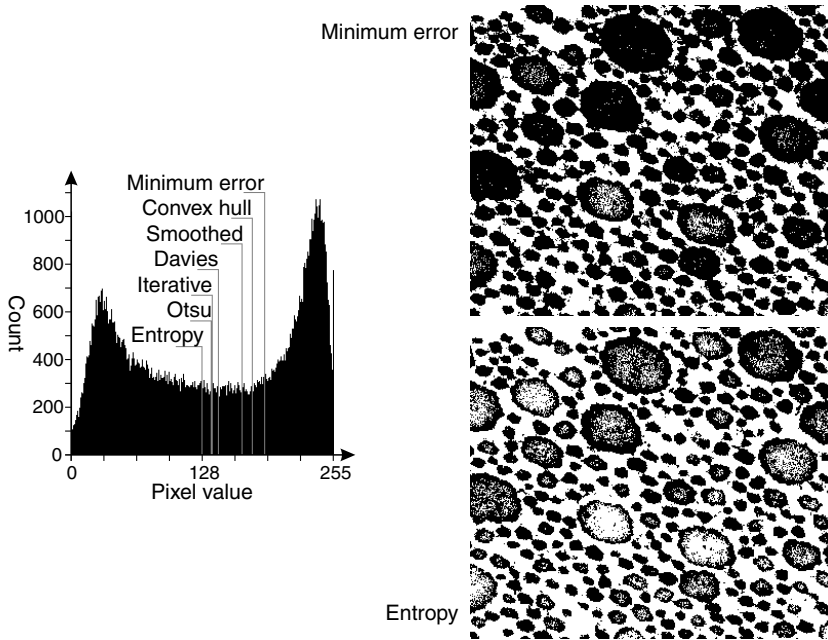 Minimum error
Minimum error
Convex hull
Smoothed
Davies
Iterative
Otsu
Entropy
1000
800
600
400
200
0
Count
0 128 255
Pixel value
Entropy